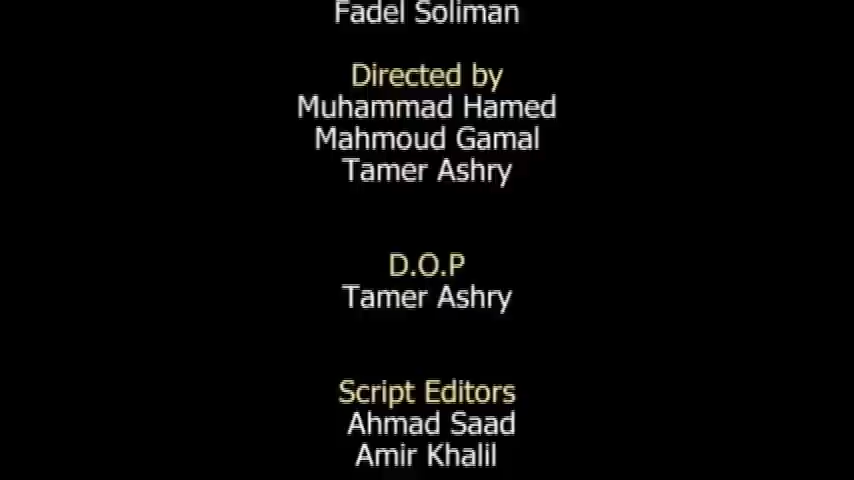 Fadel Soliman
Directed by
Muhammad Hamed
Mahmoud Gamal
Tamer Ashry
D.O.P
Tamer Ashry
Script Editors
Ahmad Saad
Amir Khalil